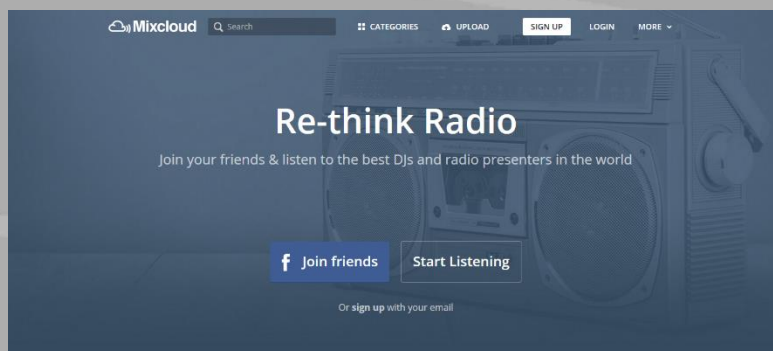 Mixcloud
Search
CATEGORIES
UPLOAD
SIGN UP
LOGIN
MORE
Re-think Radio
Join your friends & listen to the best DJs and radio presenters in the world
f Join friends
Start Listening
Or sign up with your email